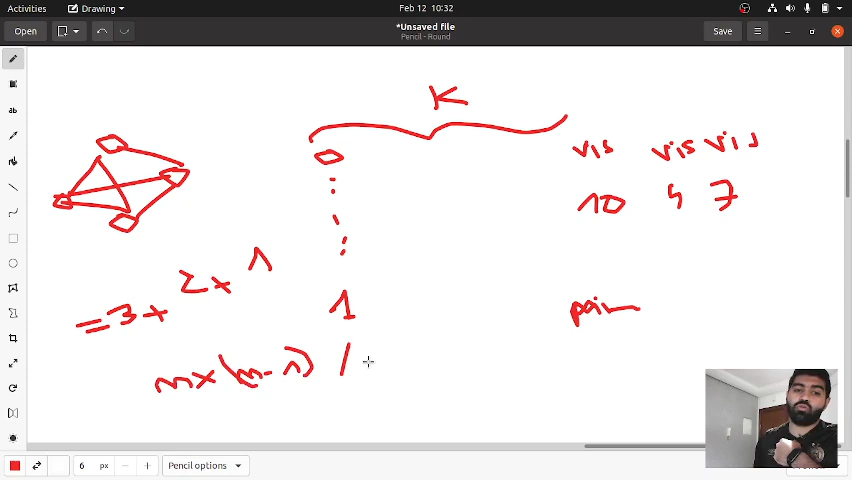 Activities Drawing Feb 12 10:32
Open *Unsaved file Save
Pencil - Round
K
vis vis vis
10 4 7
1
= 3 x 2 x 1
pair
n x (n - 1) /
6 px Pencil options